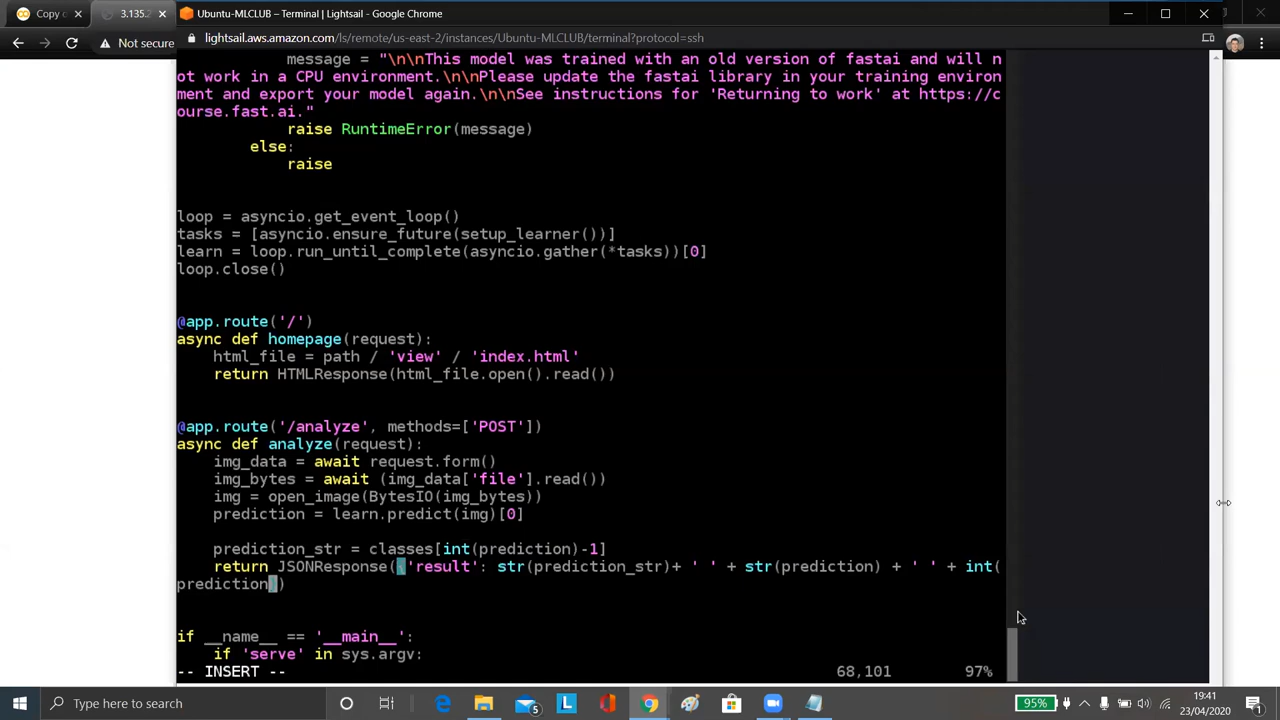 Copy o
3.135.2
Ubuntu-MLCLUB – Terminal | Lightsail - Google Chrome
Not secure
lightsail.aws.amazon.com/ls/remote/us-east-2/instances/Ubuntu-MLCLUB/terminal?protocol=ssh
message = "\n\nThis model was trained with an old version of fastai and will n
ot work in a CPU environment.\n\nPlease update the fastai library in your training environ
ment and export your model again.\n\nSee instructions for 'Returning to work' at https://c
ourse.fast.ai."
raise RuntimeError(message)
else:
raise
loop = asyncio.get_event_loop()
tasks = [asyncio.ensure_future(setup_learner())]
learn = loop.run_until_complete(asyncio.gather(*tasks))[0]
loop.close()
@app.route('/')
async def homepage(request):
html_file = path / 'view' / 'index.html'
return HTMLResponse(html_file.open().read())
@app.route('/analyze', methods=['POST'])
async def analyze(request):
img_data = await request.form()
img_bytes = await (img_data['file'].read())
img = open_image(BytesIO(img_bytes))
prediction = learn.predict(img)[0]
prediction_str = classes[int(prediction)-1]
return JSONResponse({'result': str(prediction_str)+ ' ' + str(prediction) + ' ' + int(
prediction})
if __name__ == '__main__':
if 'serve' in sys.argv:
-- INSERT -- 68,101 97%
Type here to search
5
L
95%
19:41
23/04/2020
1